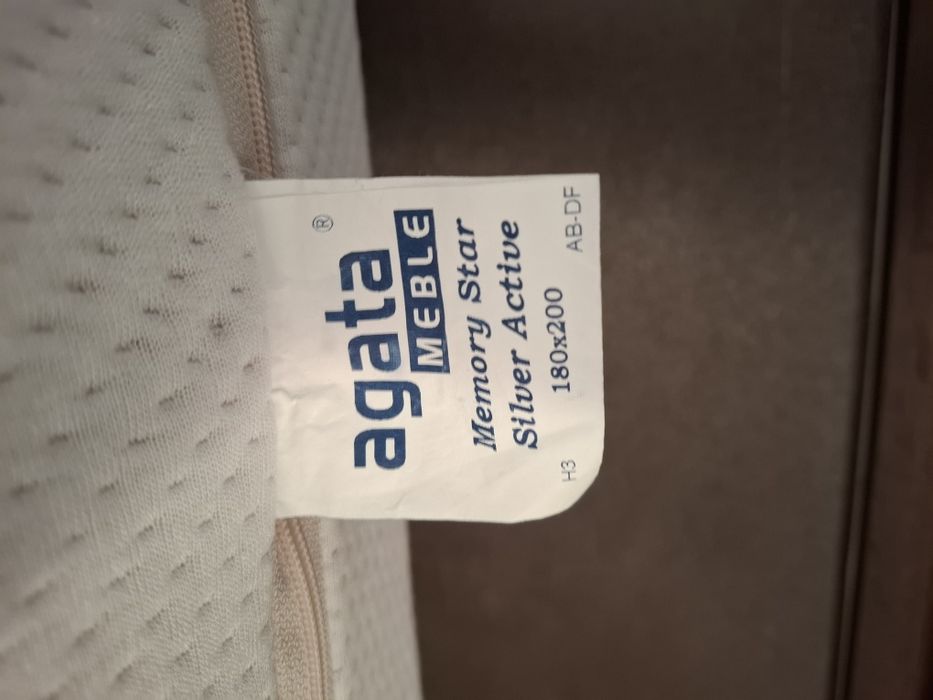 agata®
MEBLE
Memory Star
Silver Active
H3 180x200 AB-DF